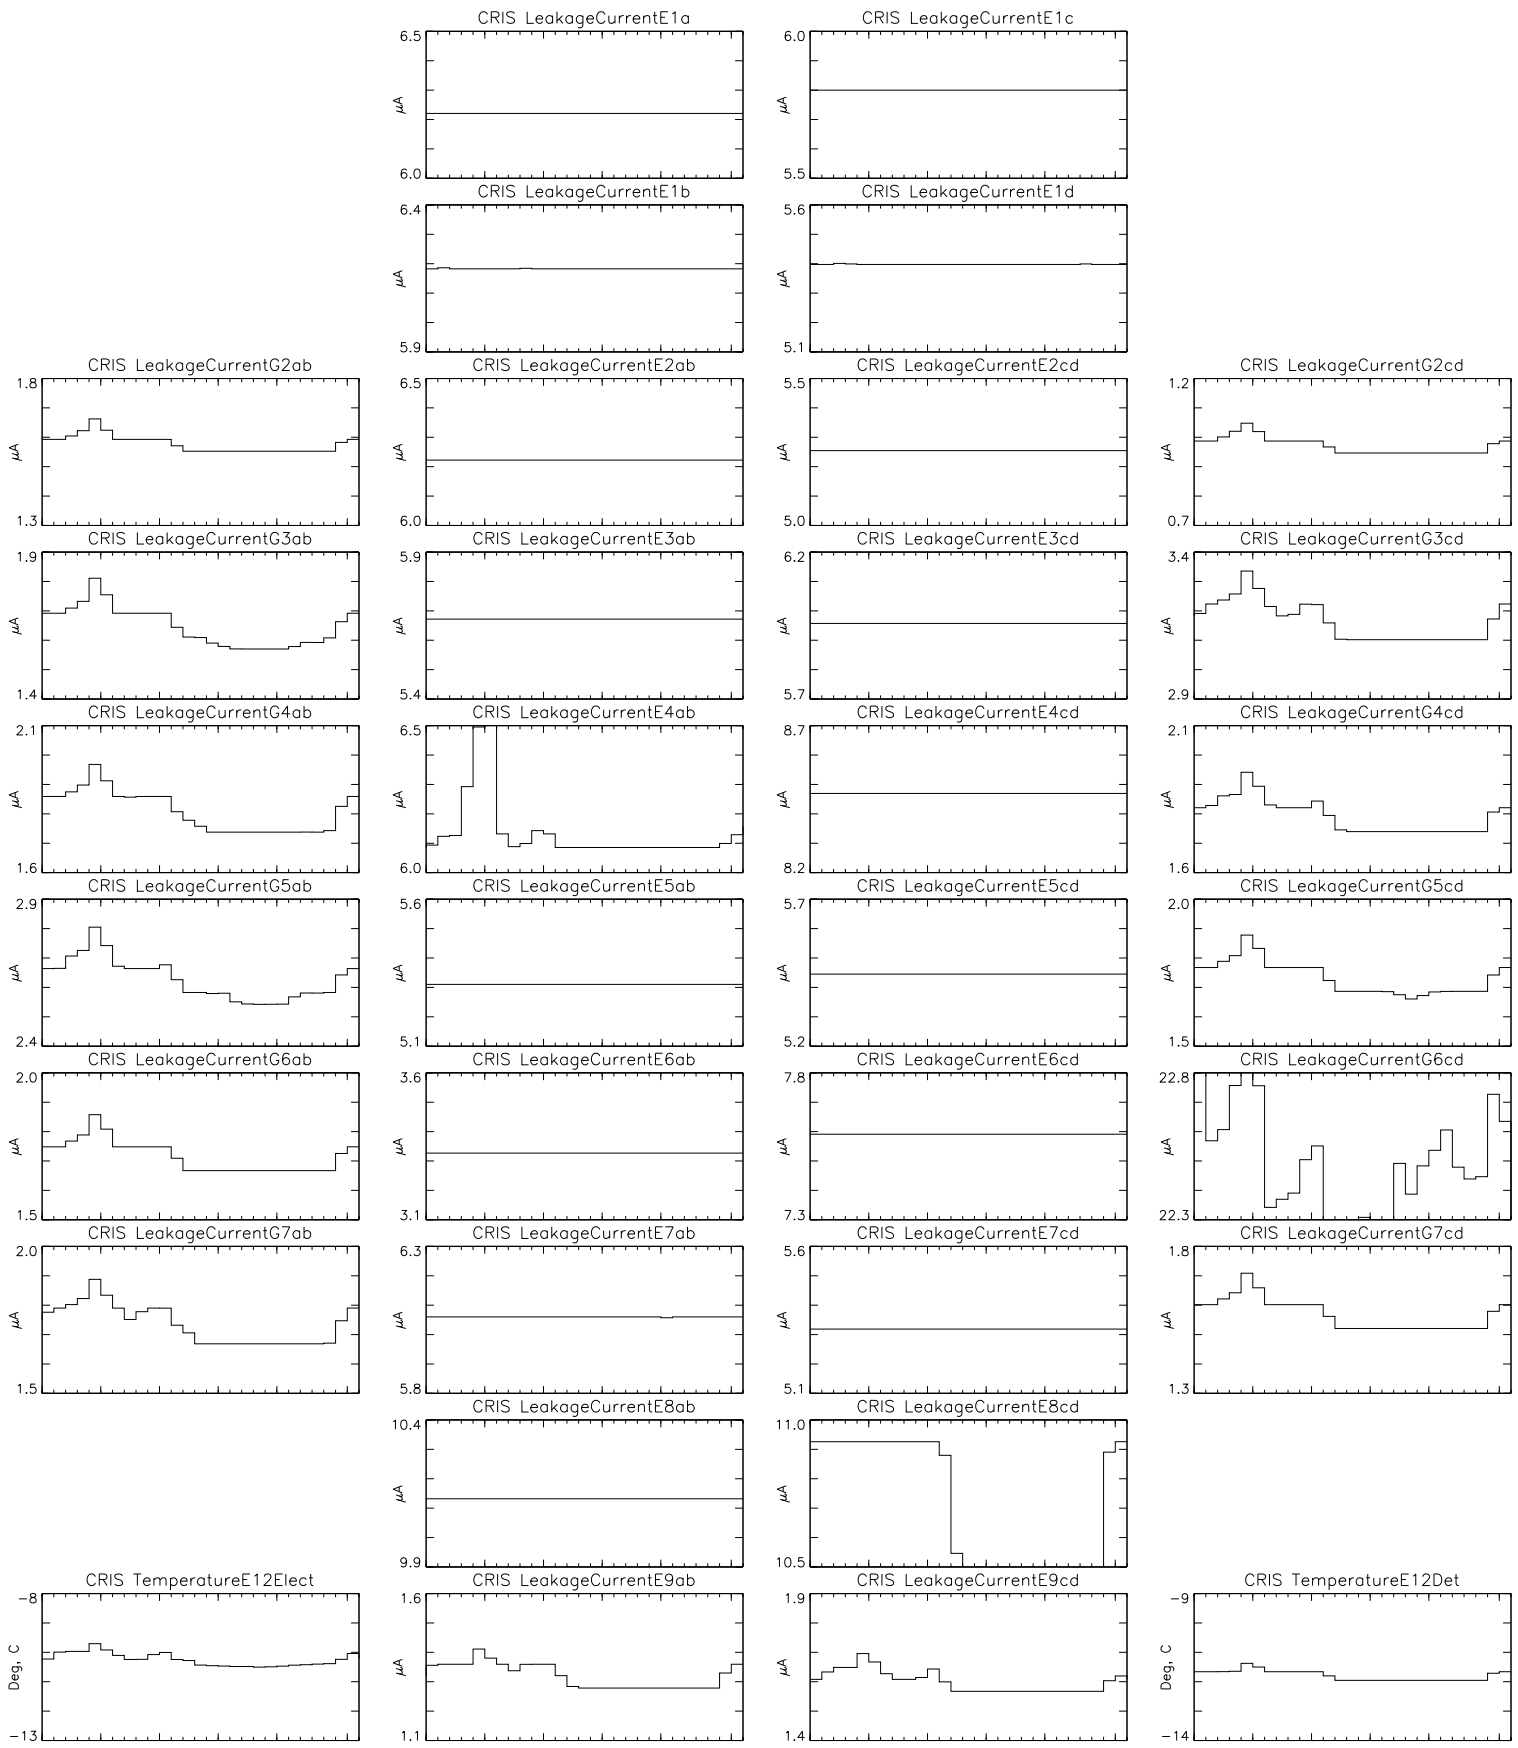 CRIS LeakageCurrentE1a
6.5
μA
6.0
CRIS LeakageCurrentE1c
6.0
μA
5.5
CRIS LeakageCurrentE1b
6.4
μA
5.9
CRIS LeakageCurrentE1d
5.6
μA
5.1
CRIS LeakageCurrentG2ab
1.8
μA
1.3
CRIS LeakageCurrentE2ab
6.5
μA
6.0
CRIS LeakageCurrentE2cd
5.5
μA
5.0
CRIS LeakageCurrentG2cd
1.2
μA
0.7
CRIS LeakageCurrentG3ab
1.9
μA
1.4
CRIS LeakageCurrentE3ab
5.9
μA
5.4
CRIS LeakageCurrentE3cd
6.2
μA
5.7
CRIS LeakageCurrentG3cd
3.4
μA
2.9
CRIS LeakageCurrentG4ab
2.1
μA
1.6
CRIS LeakageCurrentE4ab
6.5
μA
6.0
CRIS LeakageCurrentE4cd
8.7
μA
8.2
CRIS LeakageCurrentG4cd
2.1
μA
1.6
CRIS LeakageCurrentG5ab
2.9
μA
2.4
CRIS LeakageCurrentE5ab
5.6
μA
5.1
CRIS LeakageCurrentE5cd
5.7
μA
5.2
CRIS LeakageCurrentG5cd
2.0
μA
1.5
CRIS LeakageCurrentG6ab
2.0
μA
1.5
CRIS LeakageCurrentE6ab
3.6
μA
3.1
CRIS LeakageCurrentE6cd
7.8
μA
7.3
CRIS LeakageCurrentG6cd
22.8
μA
22.3
CRIS LeakageCurrentG7ab
2.0
μA
1.5
CRIS LeakageCurrentE7ab
6.3
μA
5.8
CRIS LeakageCurrentE7cd
5.6
μA
5.1
CRIS LeakageCurrentG7cd
1.8
μA
1.3
CRIS LeakageCurrentE8ab
10.4
μA
9.9
CRIS LeakageCurrentE8cd
11.0
μA
10.5
CRIS TemperatureE12Elect
-8
Deg, C
-13
CRIS LeakageCurrentE9ab
1.6
μA
1.1
CRIS LeakageCurrentE9cd
1.9
μA
1.4
CRIS TemperatureE12Det
-9
Deg, C
-14